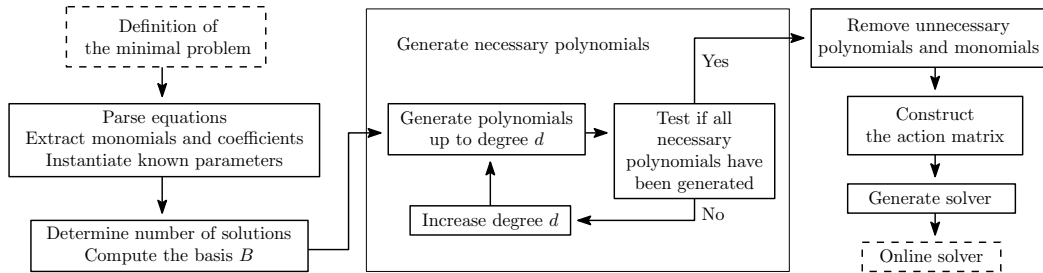 Definition of
the minimal problem
Parse equations
Extract monomials and coefficients
Instantiate known parameters
Determine number of solutions
Compute the basis B
Generate necessary polynomials
Generate polynomials
up to degree d
Test if all
necessary
polynomials have
been generated
Yes
No
Increase degree d
Remove unnecessary
polynomials and monomials
Construct
the action matrix
Generate solver
Online solver